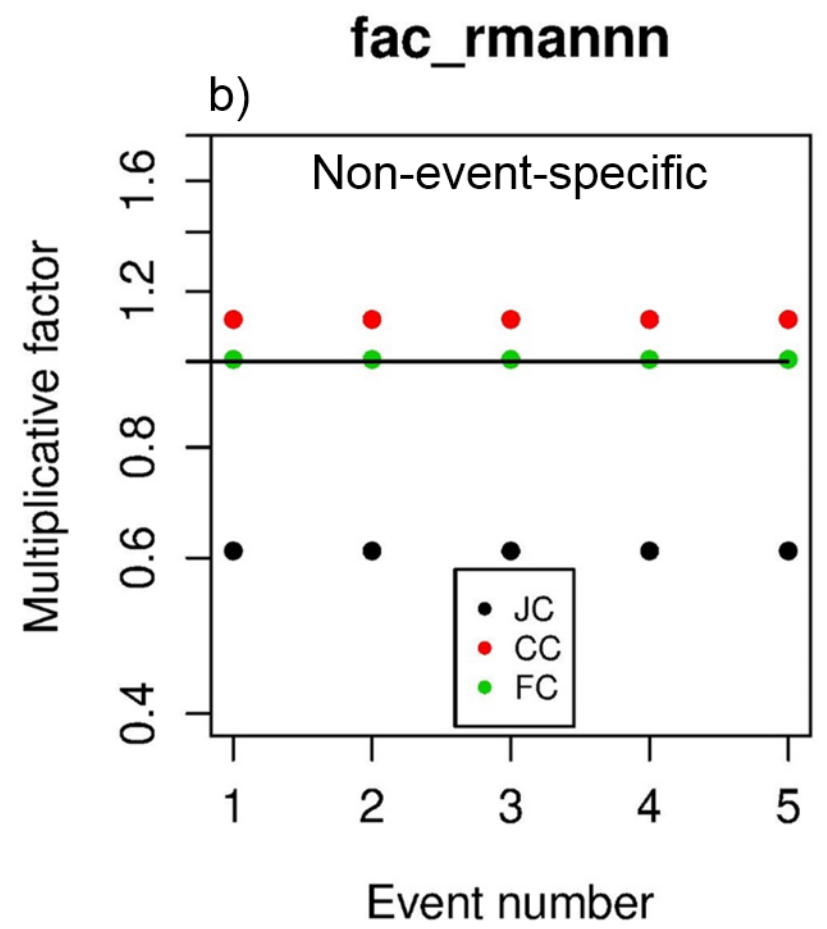 fac_rmannn
b)
Non-event-specific
Multiplicative factor
1.6
1.2
0.8
0.6
0.4
JC
CC
FC
1 2 3 4 5
Event number